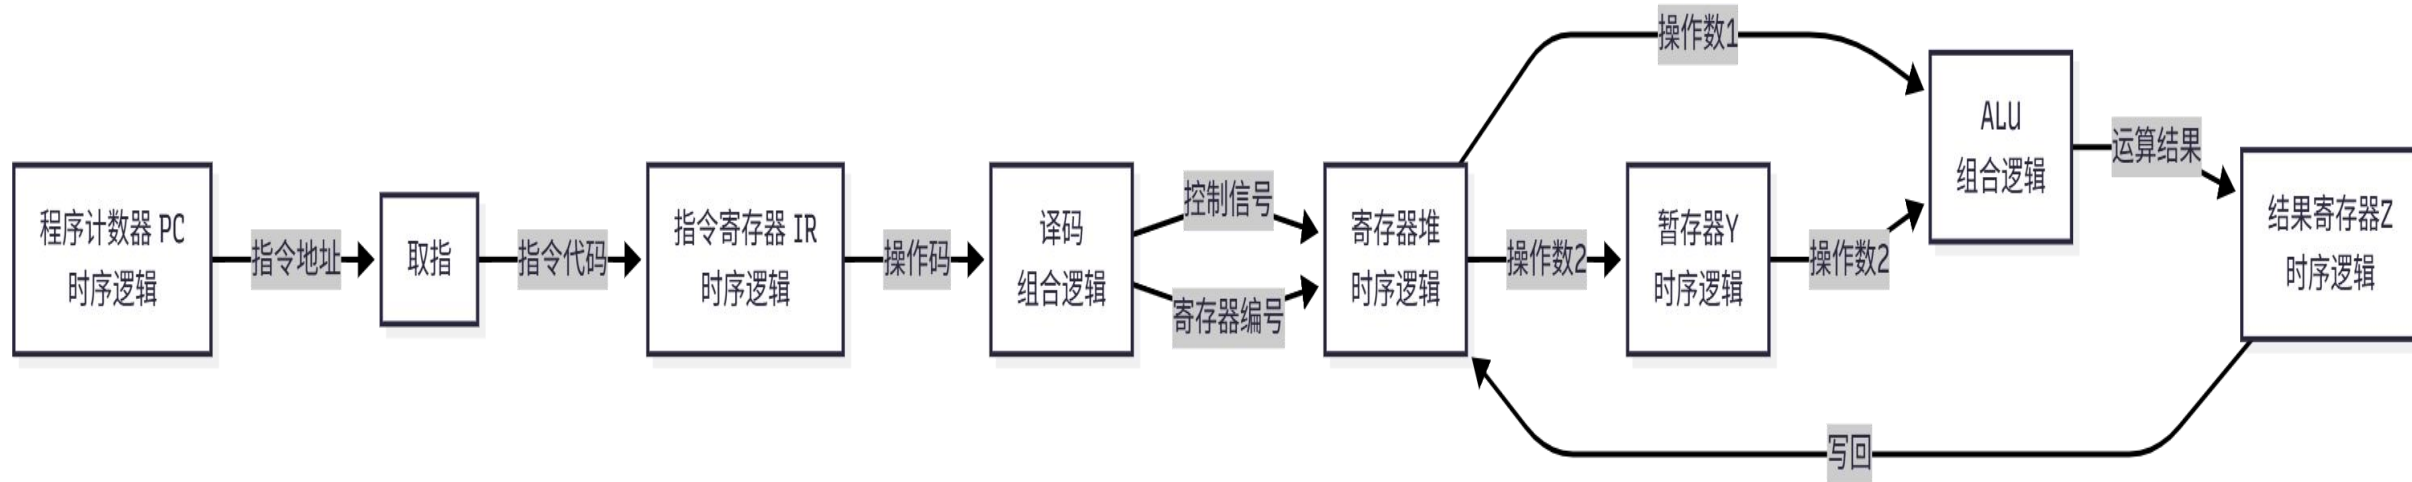 程序计数器 PC
时序逻辑
指令地址
取指
指令代码
指令寄存器 IR
时序逻辑
操作码
译码
组合逻辑
控制信号
寄存器编号
寄存器堆
时序逻辑
操作数1
操作数2
暂存器Y
时序逻辑
操作数2
ALU
组合逻辑
运算结果
结果寄存器Z
时序逻辑
写回